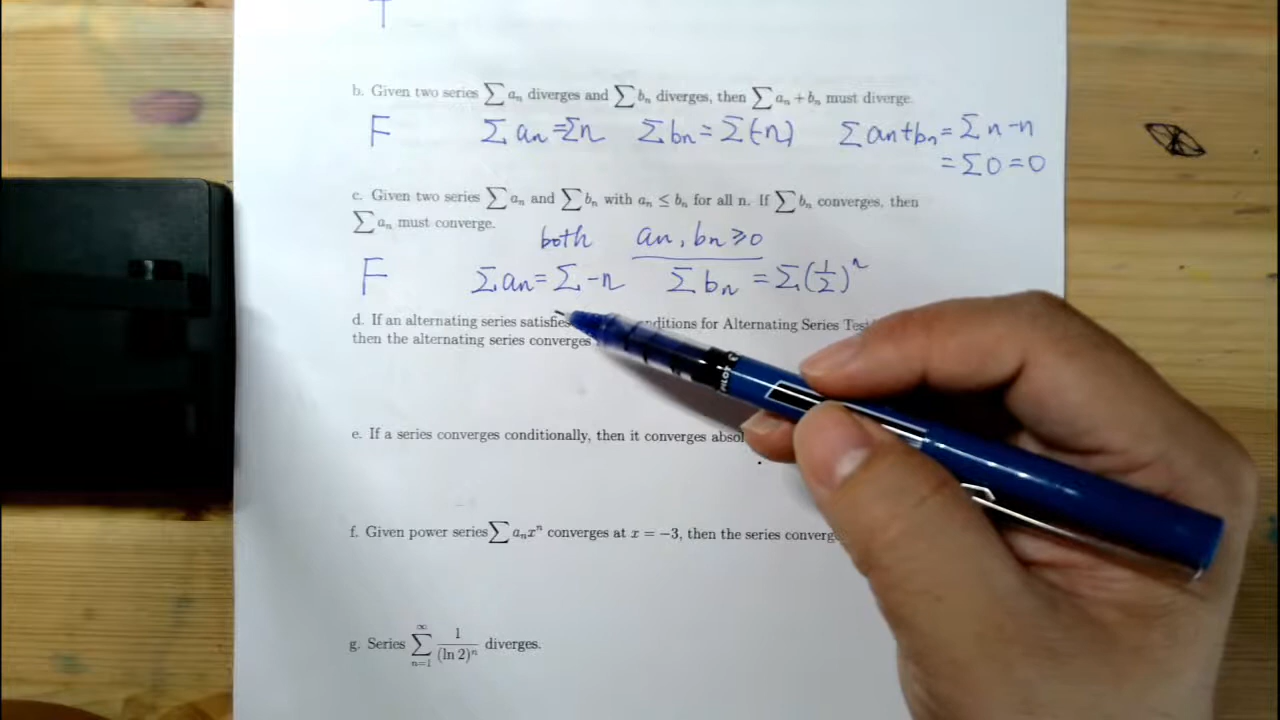 T
b. Given two series ∑ aₙ diverges and ∑ bₙ diverges, then ∑ aₙ + bₙ must diverge.
F ∑ an = ∑n ∑ bn = ∑(-n) ∑ an+bn = ∑ n-n
= ∑ 0 = 0
c. Given two series ∑ aₙ and ∑ bₙ with aₙ ≤ bₙ for all n. If ∑ bₙ converges, then
∑ aₙ must converge.
both an, bn ≥ 0
F ∑ an = ∑ -n ∑ bn = ∑(1/2)ⁿ
d. If an alternating series satisfies for Alternating Series
then the alternating series converges
e. If a series converges conditionally, then it converges
f. Given power series ∑ aₙxⁿ converges at x = −3, then the series
g. Series ∑_{n=1}^{∞} 1/(ln 2)ⁿ diverges.
PILOT